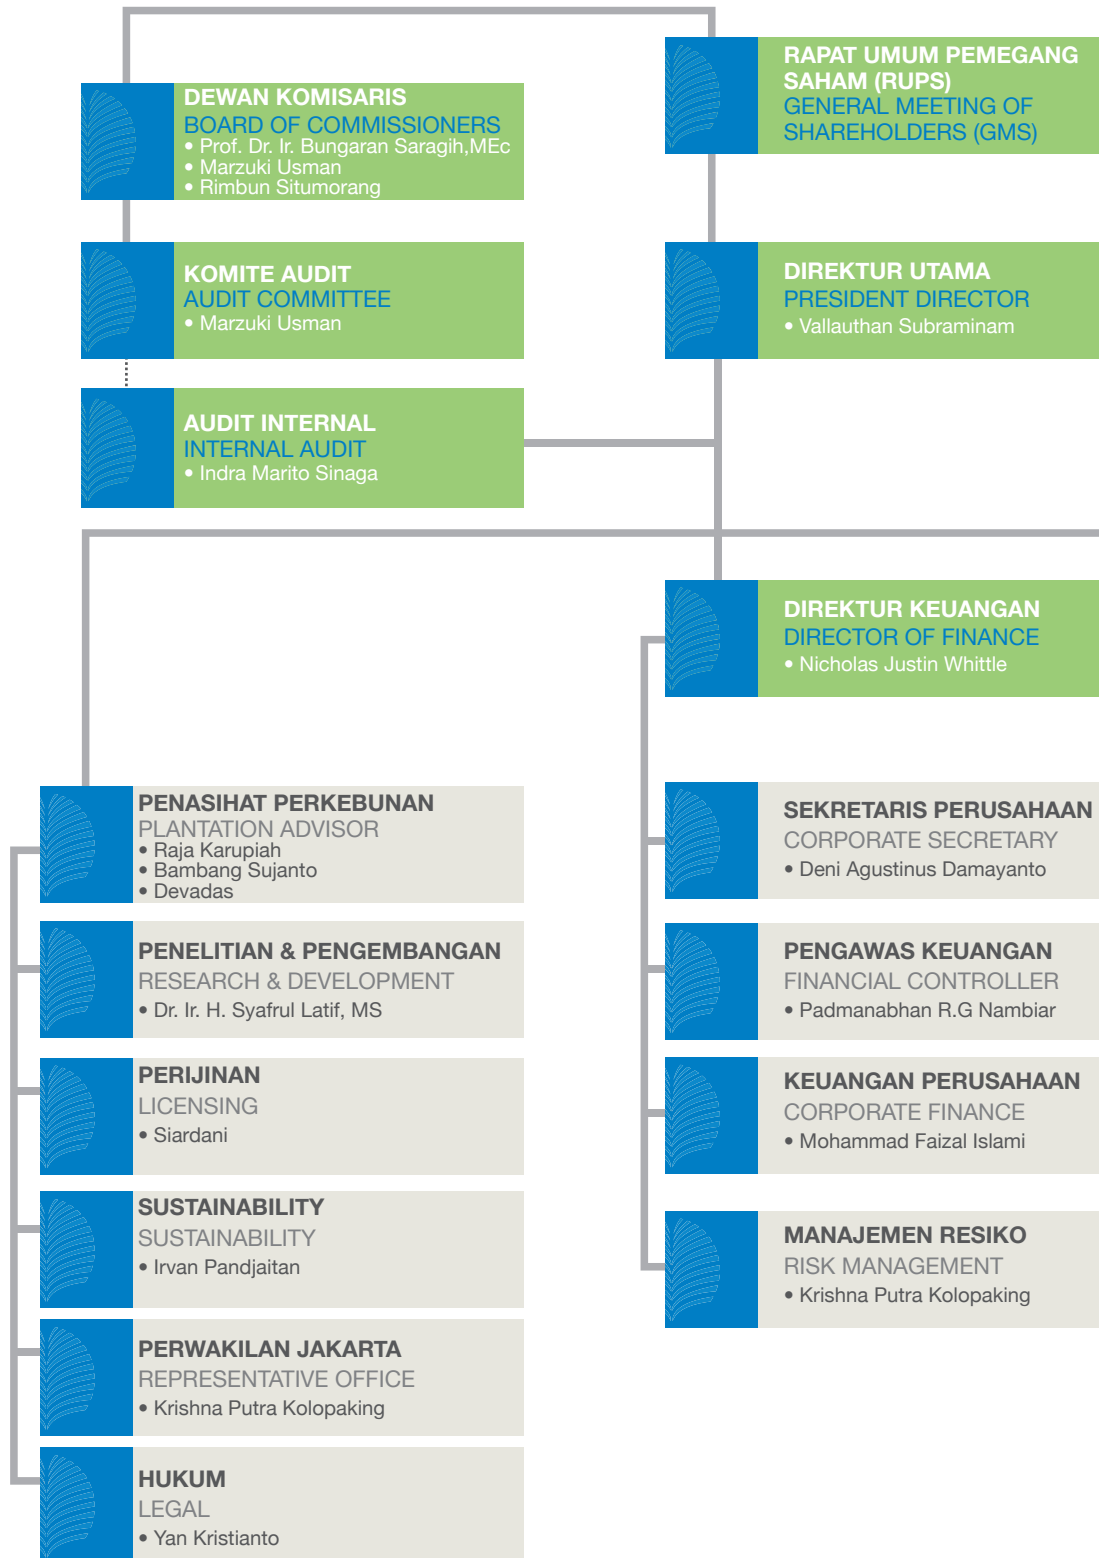 RAPAT UMUM PEMEGANG
SAHAM (RUPS)
GENERAL MEETING OF
SHAREHOLDERS (GMS)
DEWAN KOMISARIS
BOARD OF COMMISSIONERS
• Prof. Dr. Ir. Bungaran Saragih,MEc
• Marzuki Usman
• Rimbun Situmorang
KOMITE AUDIT
AUDIT COMMITTEE
• Marzuki Usman
DIREKTUR UTAMA
PRESIDENT DIRECTOR
• Vallauthan Subraminam
AUDIT INTERNAL
INTERNAL AUDIT
• Indra Marito Sinaga
DIREKTUR KEUANGAN
DIRECTOR OF FINANCE
• Nicholas Justin Whittle
PENASIHAT PERKEBUNAN
PLANTATION ADVISOR
• Raja Karupiah
• Bambang Sujanto
• Devadas
PENELITIAN & PENGEMBANGAN
RESEARCH & DEVELOPMENT
• Dr. Ir. H. Syafrul Latif, MS
PERIJINAN
LICENSING
• Siardani
SUSTAINABILITY
SUSTAINABILITY
• Irvan Pandjaitan
PERWAKILAN JAKARTA
REPRESENTATIVE OFFICE
• Krishna Putra Kolopaking
HUKUM
LEGAL
• Yan Kristianto
SEKRETARIS PERUSAHAAN
CORPORATE SECRETARY
• Deni Agustinus Damayanto
PENGAWAS KEUANGAN
FINANCIAL CONTROLLER
• Padmanabhan R.G Nambiar
KEUANGAN PERUSAHAAN
CORPORATE FINANCE
• Mohammad Faizal Islami
MANAJEMEN RESIKO
RISK MANAGEMENT
• Krishna Putra Kolopaking